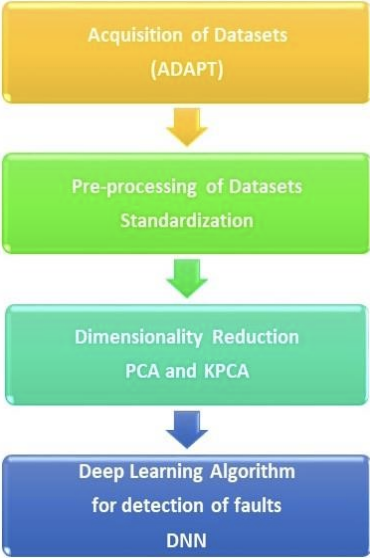 Acquisition of Datasets
(ADAPT)
Pre-processing of Datasets
Standardization
Dimensionality Reduction
PCA and KPCA
Deep Learning Algorithm
for detection of faults
DNN